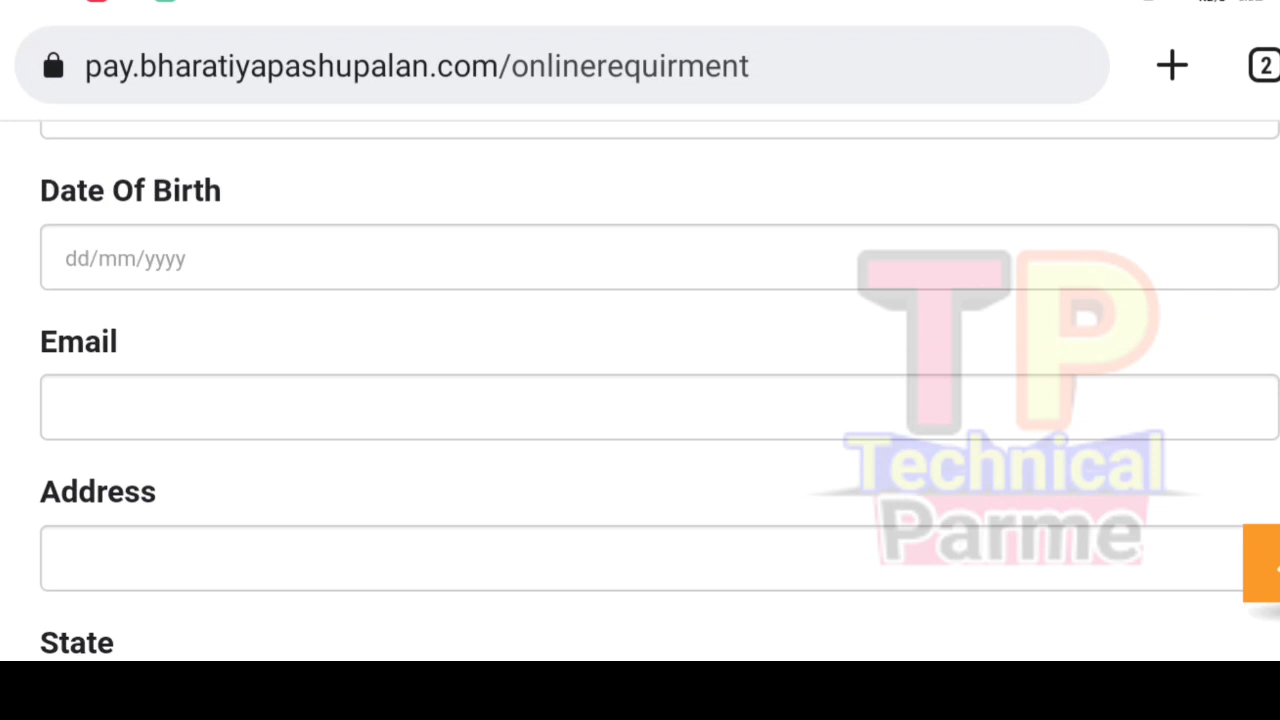 pay.bharatiyapashupalan.com/onlinerequirment
2
Date Of Birth
dd/mm/yyyy
Email
Address
State
TP
Technical
Parme